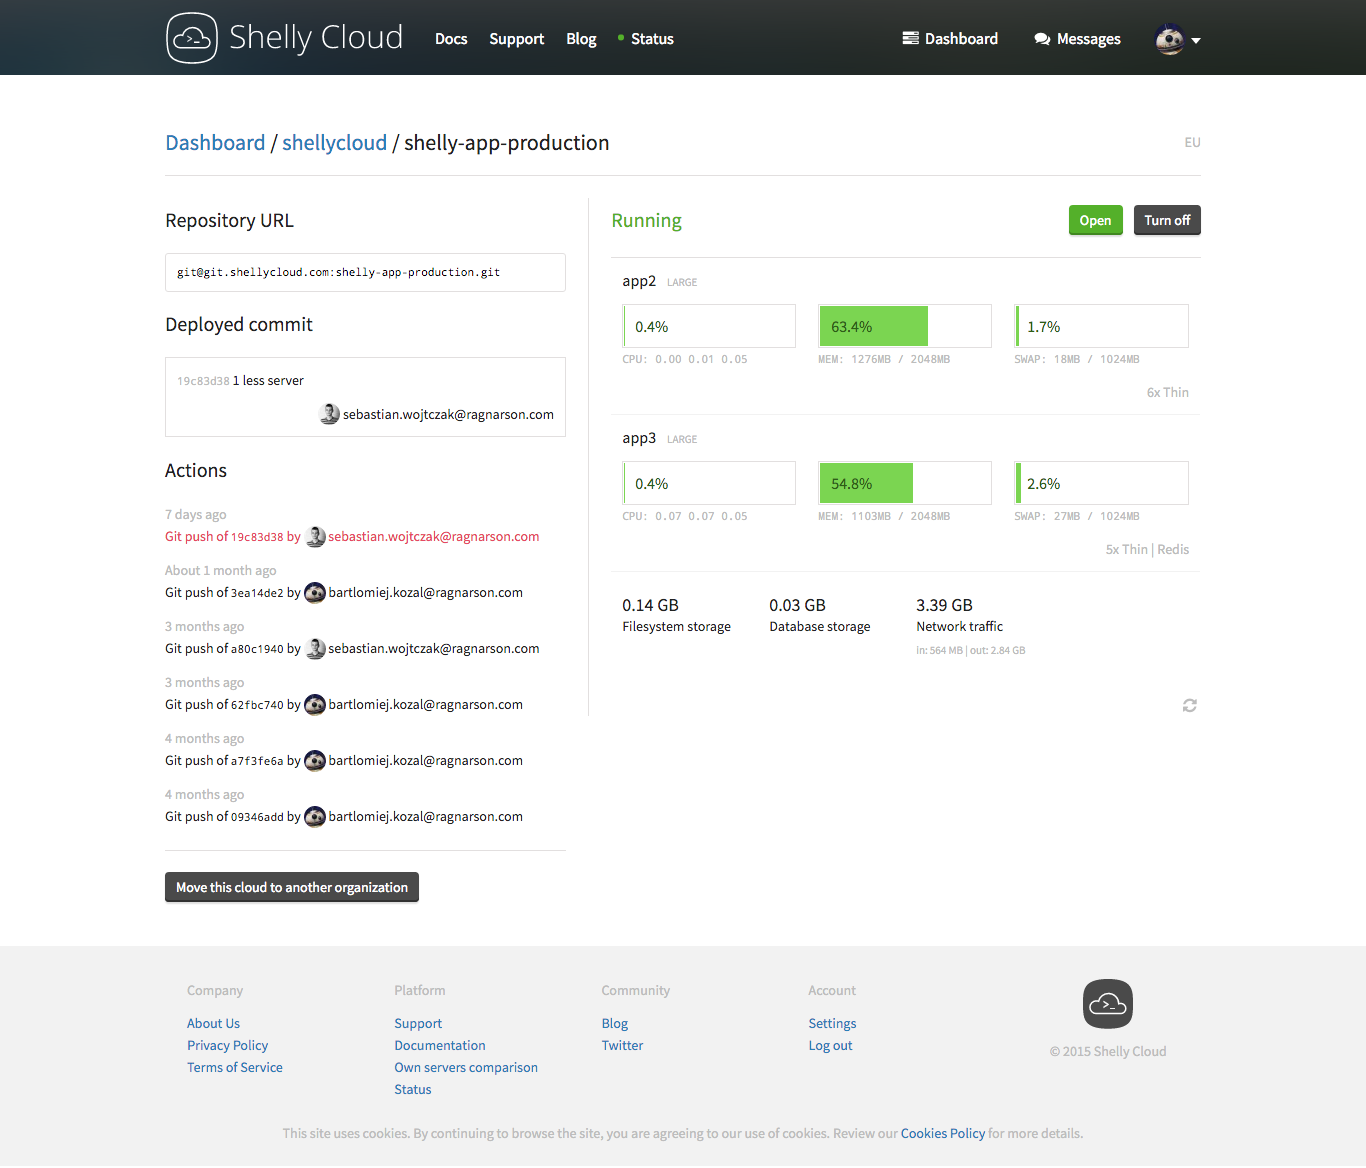 Shelly Cloud Docs Support Blog Status Dashboard Messages
Dashboard / shellycloud / shelly-app-production EU
Repository URL
git@git.shellycloud.com:shelly-app-production.git
Deployed commit
19c83d38 1 less server
sebastian.wojtczak@ragnarson.com
Actions
7 days ago
Git push of 19c83d38 by sebastian.wojtczak@ragnarson.com
About 1 month ago
Git push of 3ea14de2 by bartlomiej.kozal@ragnarson.com
3 months ago
Git push of a80c1940 by sebastian.wojtczak@ragnarson.com
3 months ago
Git push of 62fbc740 by bartlomiej.kozal@ragnarson.com
4 months ago
Git push of a7f3fe6a by bartlomiej.kozal@ragnarson.com
4 months ago
Git push of 09346add by bartlomiej.kozal@ragnarson.com
Move this cloud to another organization
Running Open Turn off
app2 LARGE
0.4% 63.4% 1.7%
CPU: 0.00 0.01 0.05 MEM: 1276MB / 2048MB SWAP: 18MB / 1024MB
6x Thin
app3 LARGE
0.4% 54.8% 2.6%
CPU: 0.07 0.07 0.05 MEM: 1103MB / 2048MB SWAP: 27MB / 1024MB
5x Thin | Redis
0.14 GB 0.03 GB 3.39 GB
Filesystem storage Database storage Network traffic
in: 564 MB | out: 2.84 GB
Company
About Us
Privacy Policy
Terms of Service
Platform
Support
Documentation
Own servers comparison
Status
Community
Blog
Twitter
Account
Settings
Log out
© 2015 Shelly Cloud
This site uses cookies. By continuing to browse the site, you are agreeing to our use of cookies. Review our Cookies Policy for more details.